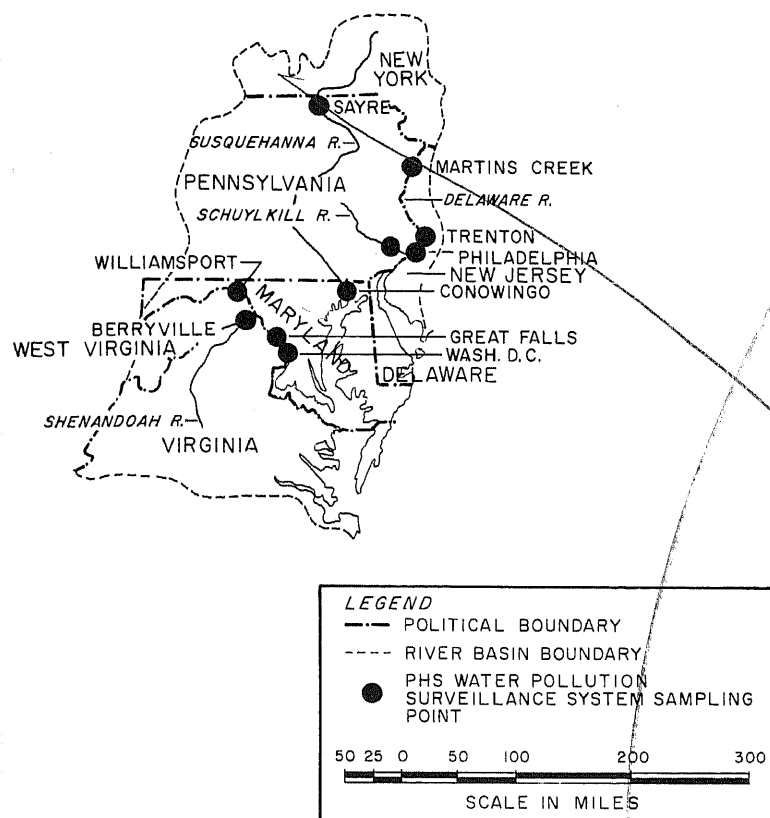 NEW
YORK
SAYRE
SUSQUEHANNA R.
MARTINS CREEK
PENNSYLVANIA
DELAWARE R.
SCHUYLKILL R.
TRENTON
PHILADELPHIA
WILLIAMSPORT
NEW JERSEY
CONOWINGO
MARYLAND
BERRYVILLE
GREAT FALLS
WEST VIRGINIA
WASH. D.C.
DELAWARE
SHENANDOAH R.
VIRGINIA
LEGEND
POLITICAL BOUNDARY
RIVER BASIN BOUNDARY
PHS WATER POLLUTION
SURVEILLANCE SYSTEM SAMPLING
POINT
50 25 0 50 100 200 300
SCALE IN MILES